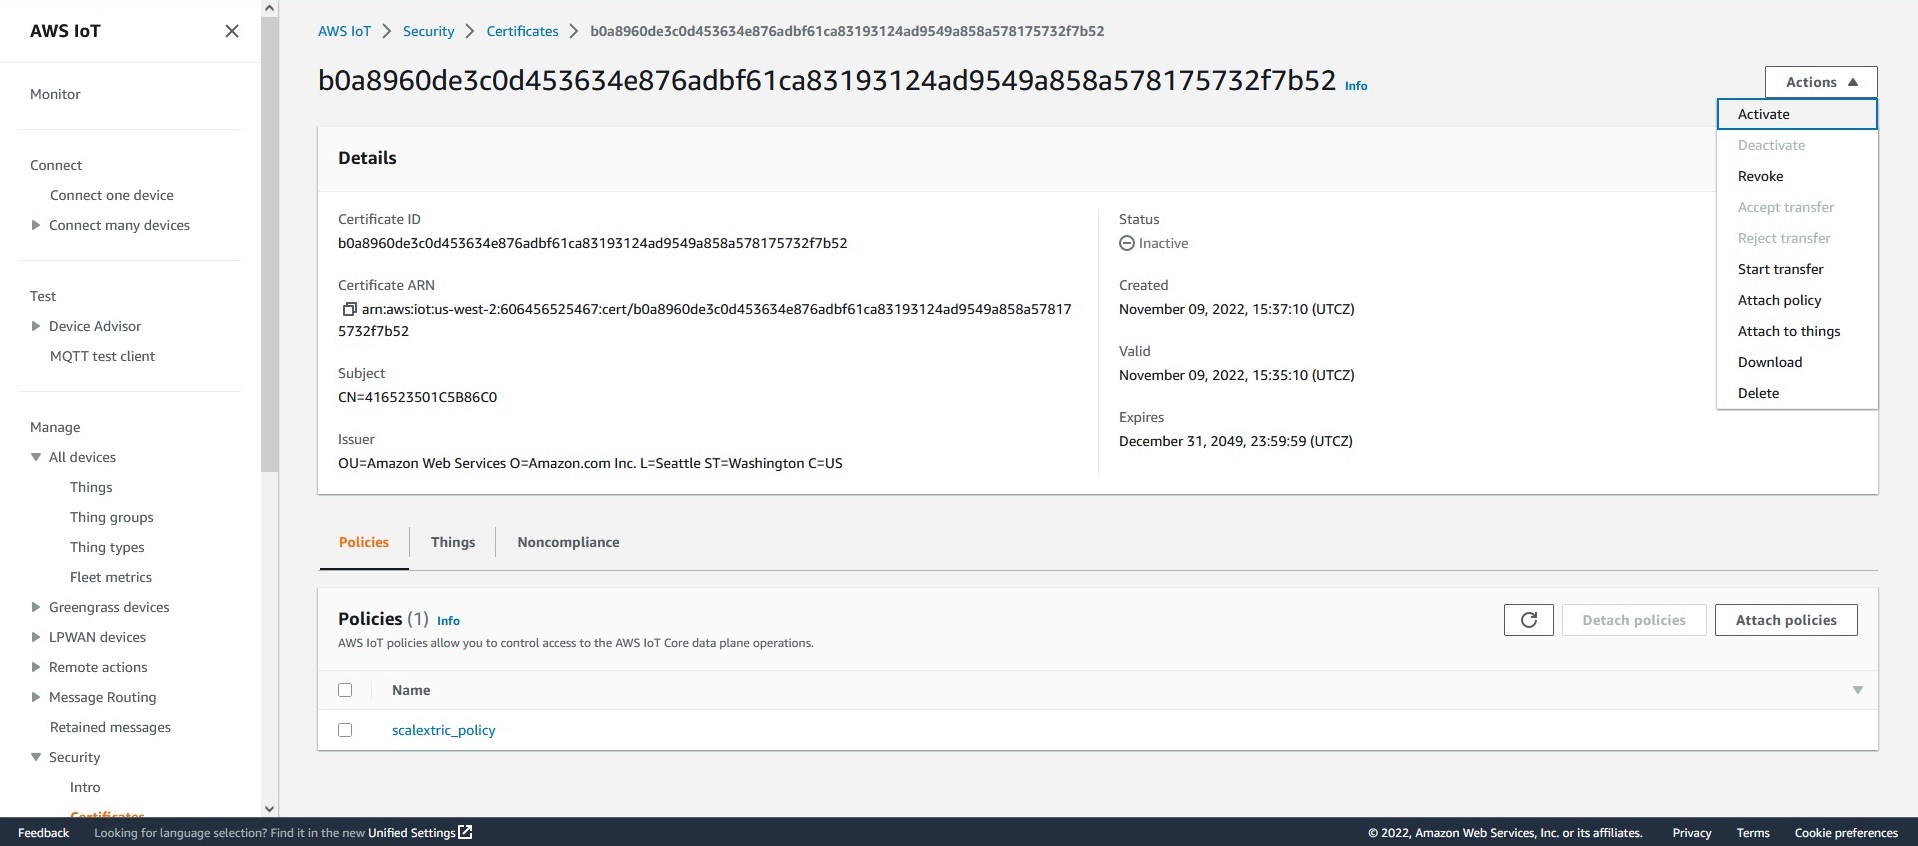 AWS IoT
Monitor
Connect
Connect one device
Connect many devices
Test
Device Advisor
MQTT test client
Manage
All devices
Things
Thing groups
Thing types
Fleet metrics
Greengrass devices
LPWAN devices
Remote actions
Message Routing
Retained messages
Security
Intro
Certificates
AWS IoT Security Certificates b0a8960de3c0d453634e876adbf61ca83193124ad9549a858a578175732f7b52
b0a8960de3c0d453634e876adbf61ca83193124ad9549a858a578175732f7b52 Info
Actions
Activate
Deactivate
Revoke
Accept transfer
Reject transfer
Start transfer
Attach policy
Attach to things
Download
Delete
Details
Certificate ID
b0a8960de3c0d453634e876adbf61ca83193124ad9549a858a578175732f7b52
Certificate ARN
arn:aws:iot:us-west-2:606456525467:cert/b0a8960de3c0d453634e876adbf61ca83193124ad9549a858a57817
5732f7b52
Subject
CN=416523501C5B86C0
Issuer
OU=Amazon Web Services O=Amazon.com Inc. L=Seattle ST=Washington C=US
Status
Inactive
Created
November 09, 2022, 15:37:10 (UTCZ)
Valid
November 09, 2022, 15:35:10 (UTCZ)
Expires
December 31, 2049, 23:59:59 (UTCZ)
Policies Things Noncompliance
Policies (1) Info
AWS IoT policies allow you to control access to the AWS IoT Core data plane operations.
Detach policies Attach policies
Name
scalextric_policy
Feedback Looking for language selection? Find it in the new Unified Settings © 2022, Amazon Web Services, Inc. or its affiliates. Privacy Terms Cookie preferences